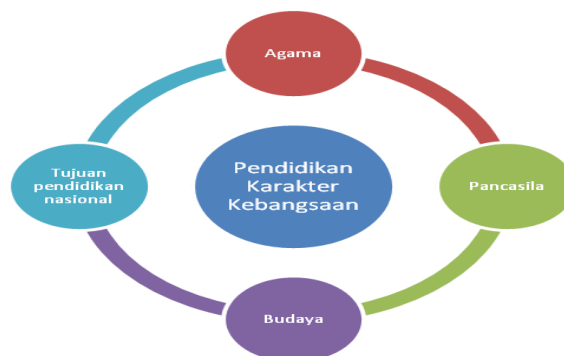 Agama
Tujuan
pendidikan
nasional
Pendidikan
Karakter
Kebangsaan
Pancasila
Budaya